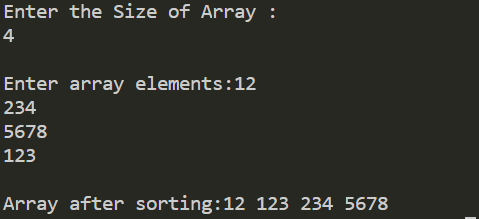 Enter the Size of Array :
4
Enter array elements:12
234
5678
123
Array after sorting:12 123 234 5678